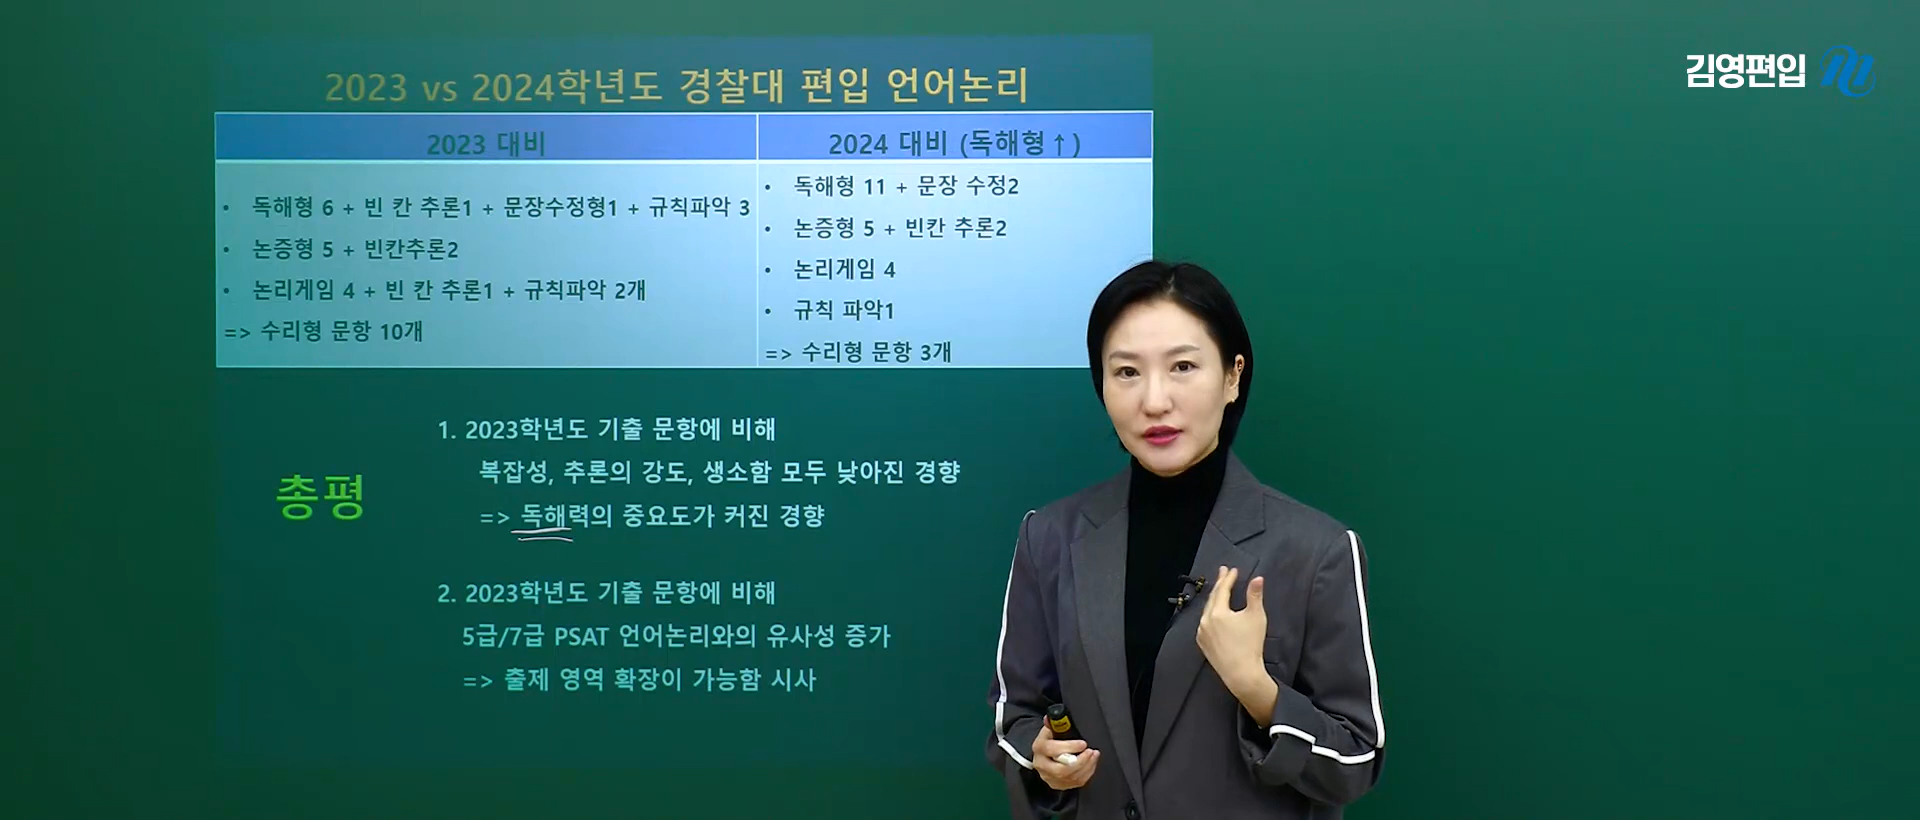 김영편입
2023 vs 2024학년도 경찰대 편입 언어논리
2023 대비
• 독해형 6 + 빈 칸 추론1 + 문장수정형1 + 규칙파악 3
• 논증형 5 + 빈칸추론2
• 논리게임 4 + 빈 칸 추론1 + 규칙파악 2개
=> 수리형 문항 10개
2024 대비 (독해형↑)
• 독해형 11 + 문장 수정2
• 논증형 5 + 빈칸 추론2
• 논리게임 4
• 규칙 파악1
=> 수리형 문항 3개
총평
1. 2023학년도 기출 문항에 비해
복잡성, 추론의 강도, 생소함 모두 낮아진 경향
=> 독해력의 중요도가 커진 경향
2. 2023학년도 기출 문항에 비해
5급/7급 PSAT 언어논리와의 유사성 증가
=> 출제 영역 확장이 가능함 시사